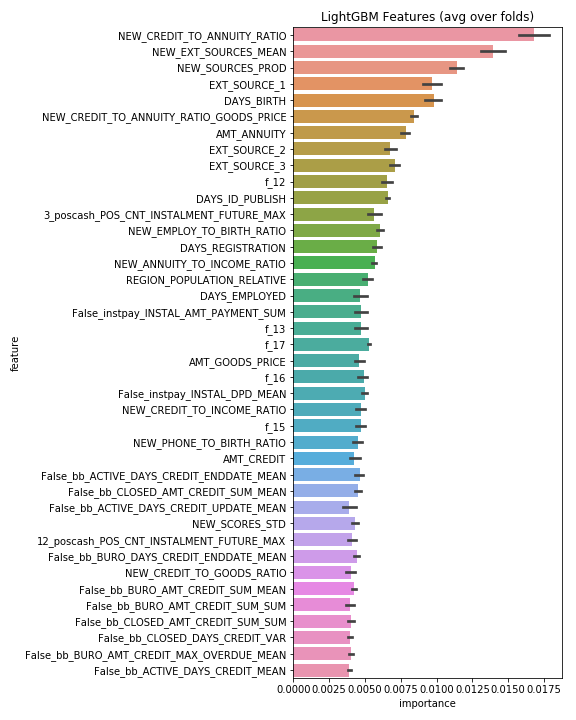 LightGBM Features (avg over folds)
NEW_CREDIT_TO_ANNUITY_RATIO
NEW_EXT_SOURCES_MEAN
NEW_SOURCES_PROD
EXT_SOURCE_1
DAYS_BIRTH
NEW_CREDIT_TO_ANNUITY_RATIO_GOODS_PRICE
AMT_ANNUITY
EXT_SOURCE_2
EXT_SOURCE_3
f_12
DAYS_ID_PUBLISH
3_poscash_POS_CNT_INSTALMENT_FUTURE_MAX
NEW_EMPLOY_TO_BIRTH_RATIO
DAYS_REGISTRATION
NEW_ANNUITY_TO_INCOME_RATIO
REGION_POPULATION_RELATIVE
DAYS_EMPLOYED
False_instpay_INSTAL_AMT_PAYMENT_SUM
f_13
f_17
feature
AMT_GOODS_PRICE
f_16
False_instpay_INSTAL_DPD_MEAN
NEW_CREDIT_TO_INCOME_RATIO
f_15
NEW_PHONE_TO_BIRTH_RATIO
AMT_CREDIT
False_bb_ACTIVE_DAYS_CREDIT_ENDDATE_MEAN
False_bb_CLOSED_AMT_CREDIT_SUM_MEAN
False_bb_ACTIVE_DAYS_CREDIT_UPDATE_MEAN
NEW_SCORES_STD
12_poscash_POS_CNT_INSTALMENT_FUTURE_MAX
False_bb_BURO_DAYS_CREDIT_ENDDATE_MEAN
NEW_CREDIT_TO_GOODS_RATIO
False_bb_BURO_AMT_CREDIT_SUM_MEAN
False_bb_BURO_AMT_CREDIT_SUM_SUM
False_bb_CLOSED_AMT_CREDIT_SUM_SUM
False_bb_CLOSED_DAYS_CREDIT_VAR
False_bb_BURO_AMT_CREDIT_MAX_OVERDUE_MEAN
False_bb_ACTIVE_DAYS_CREDIT_MEAN
0.0000 0.0025 0.0050 0.0075 0.0100 0.0125 0.0150 0.0175
importance